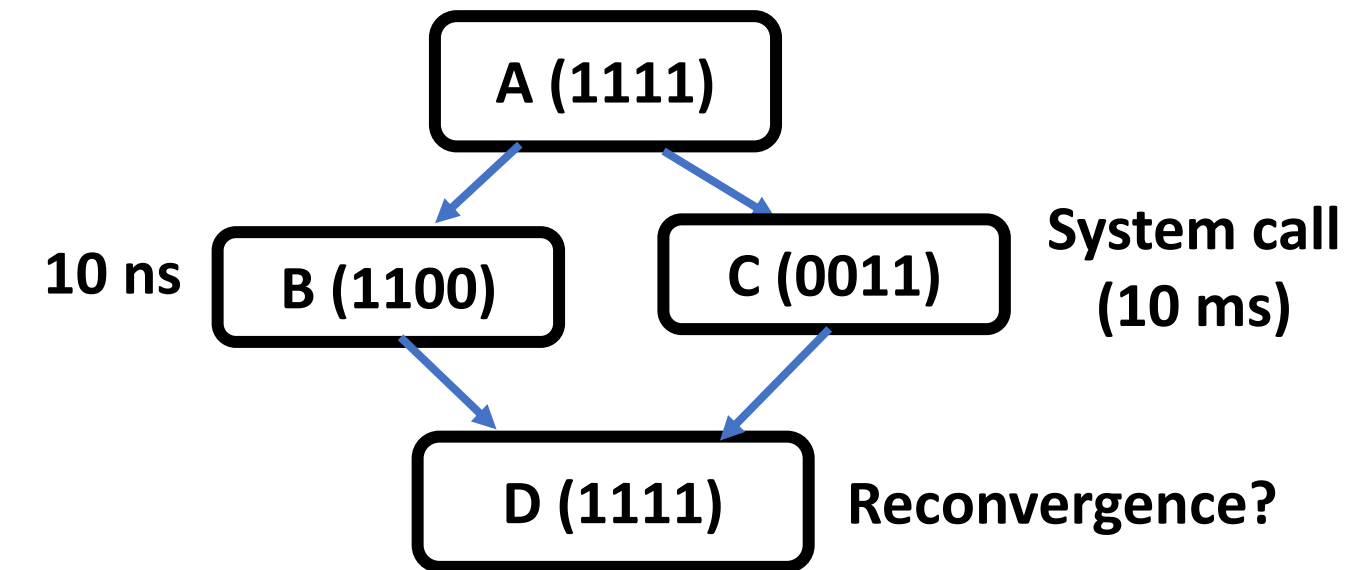 A (1111)
10 ns
B (1100)
C (0011)
System call
(10 ms)
D (1111)
Reconvergence?